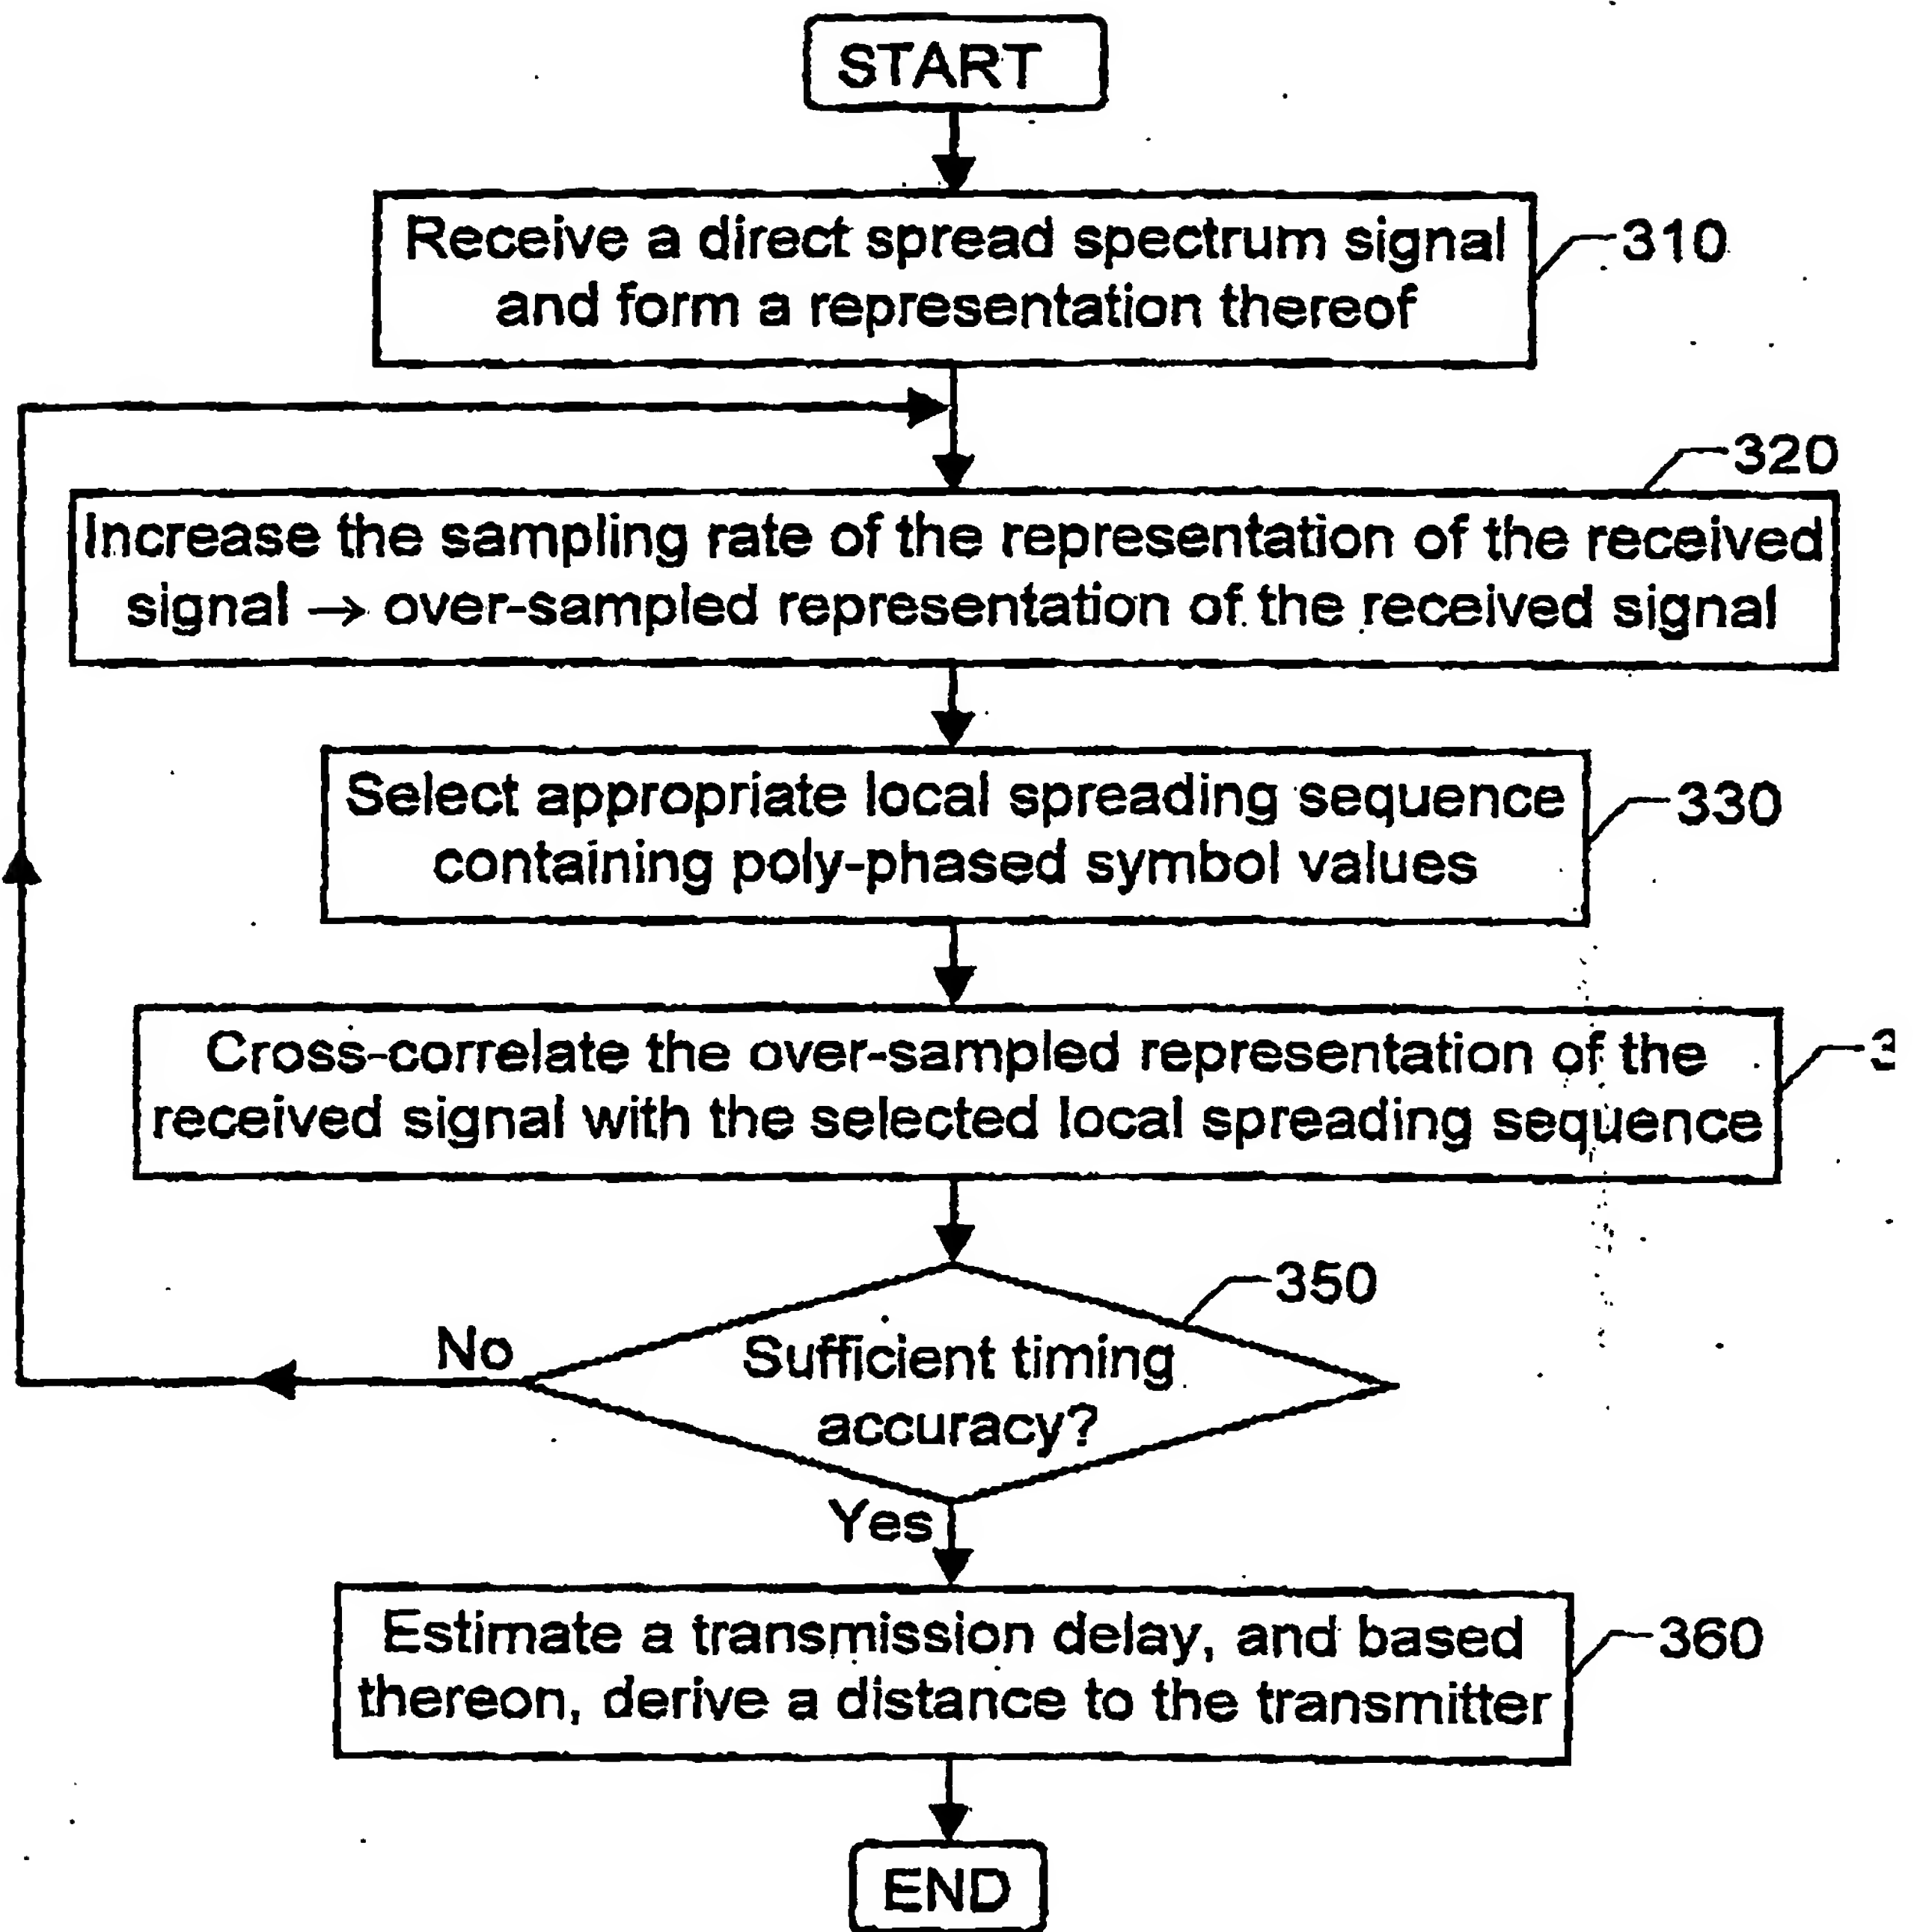 START
Receive a direct spread spectrum signal
and form a representation thereof
310
320
Increase the sampling rate of the representation of the received
signal → over-sampled representation of the received signal
Select appropriate local spreading sequence
containing poly-phased symbol values
330
Cross-correlate the over-sampled representation of the
received signal with the selected local spreading sequence
350
No
Sufficient timing
accuracy?
Yes
Estimate a transmission delay, and based
thereon, derive a distance to the transmitter
360
END